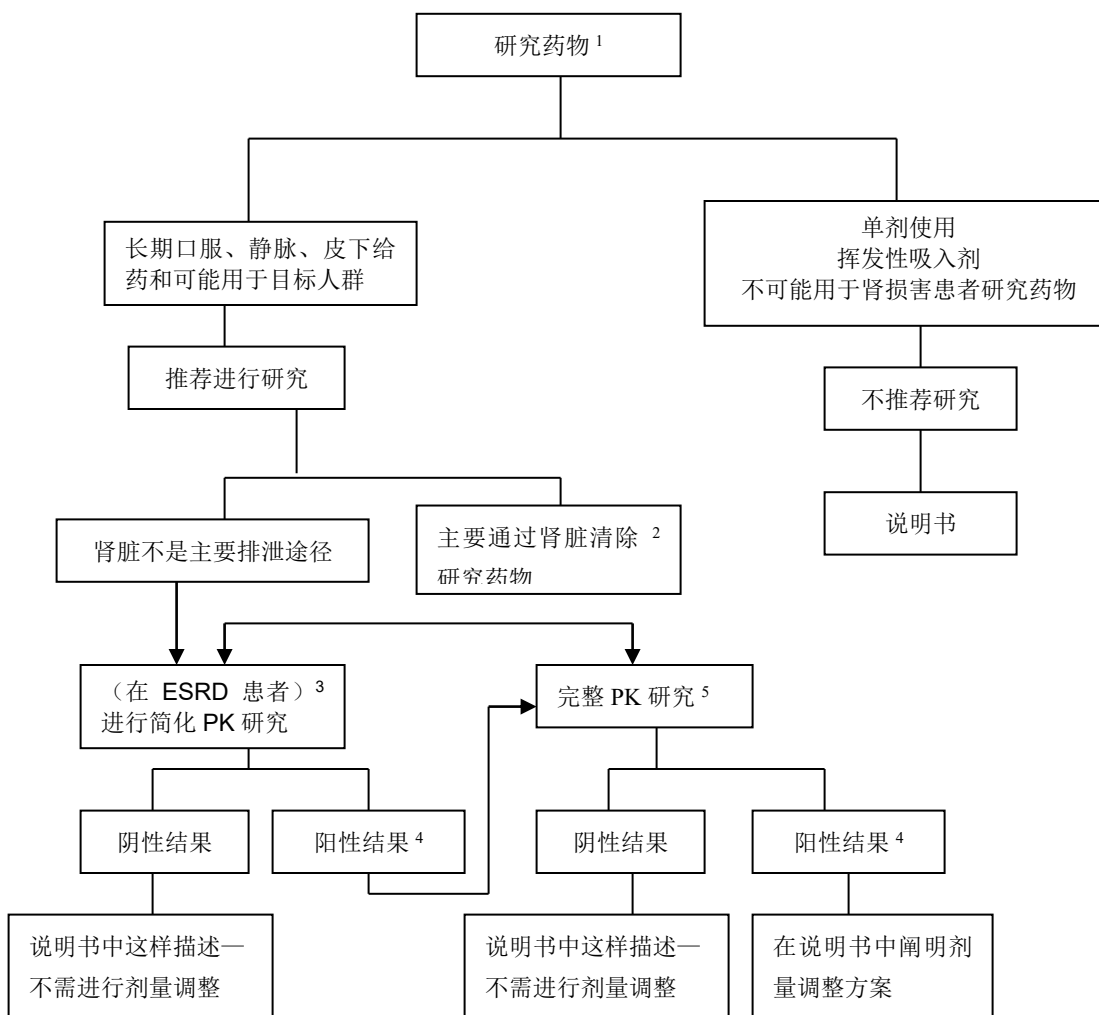 研究药物 1
长期口服、静脉、皮下给
药和可能用于目标人群
单剂使用
挥发性吸入剂
不可能用于肾损害患者研究药物
推荐进行研究
不推荐研究
说明书
肾脏不是主要排泄途径
主要通过肾脏清除 2
研究药物
（在 ESRD 患者）3
进行简化 PK 研究
完整 PK 研究 5
阴性结果
阳性结果 4
阴性结果
阳性结果 4
说明书中这样描述—
不需进行剂量调整
说明书中这样描述—
不需进行剂量调整
在说明书中阐明剂
量调整方案